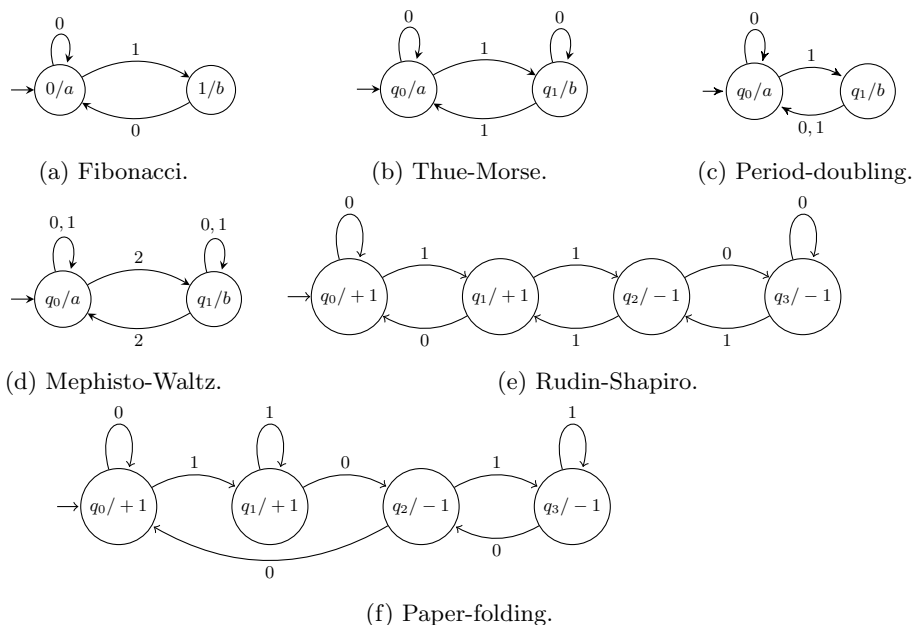 0
1
0/a
1/b
0
(a) Fibonacci.
0
0
1
q0/a
q1/b
1
(b) Thue-Morse.
0
1
q0/a
q1/b
0, 1
(c) Period-doubling.
0, 1
0, 1
2
q0/a
q1/b
2
(d) Mephisto-Waltz.
0
0
1
1
0
q0/ + 1
q1/ + 1
q2/ − 1
q3/ − 1
0
1
1
(e) Rudin-Shapiro.
0
1
1
1
0
1
q0/ + 1
q1/ + 1
q2/ − 1
q3/ − 1
0
0
(f) Paper-folding.